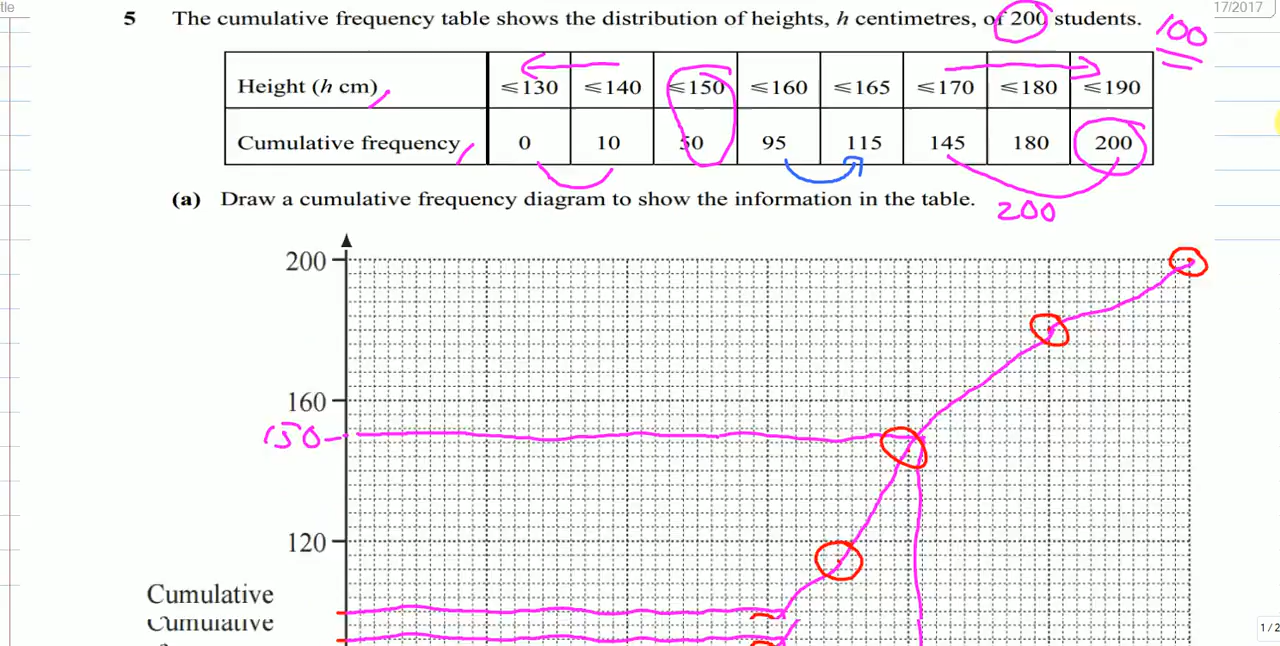 tle
17/2017
5 The cumulative frequency table shows the distribution of heights, h centimetres, of 200 students.
100
Height (h cm) ≤130 ≤140 ≤150 ≤160 ≤165 ≤170 ≤180 ≤190
Cumulative frequency 0 10 50 95 115 145 180 200
(a) Draw a cumulative frequency diagram to show the information in the table.
200
200
160
150
120
Cumulative
Cumulative
1/2